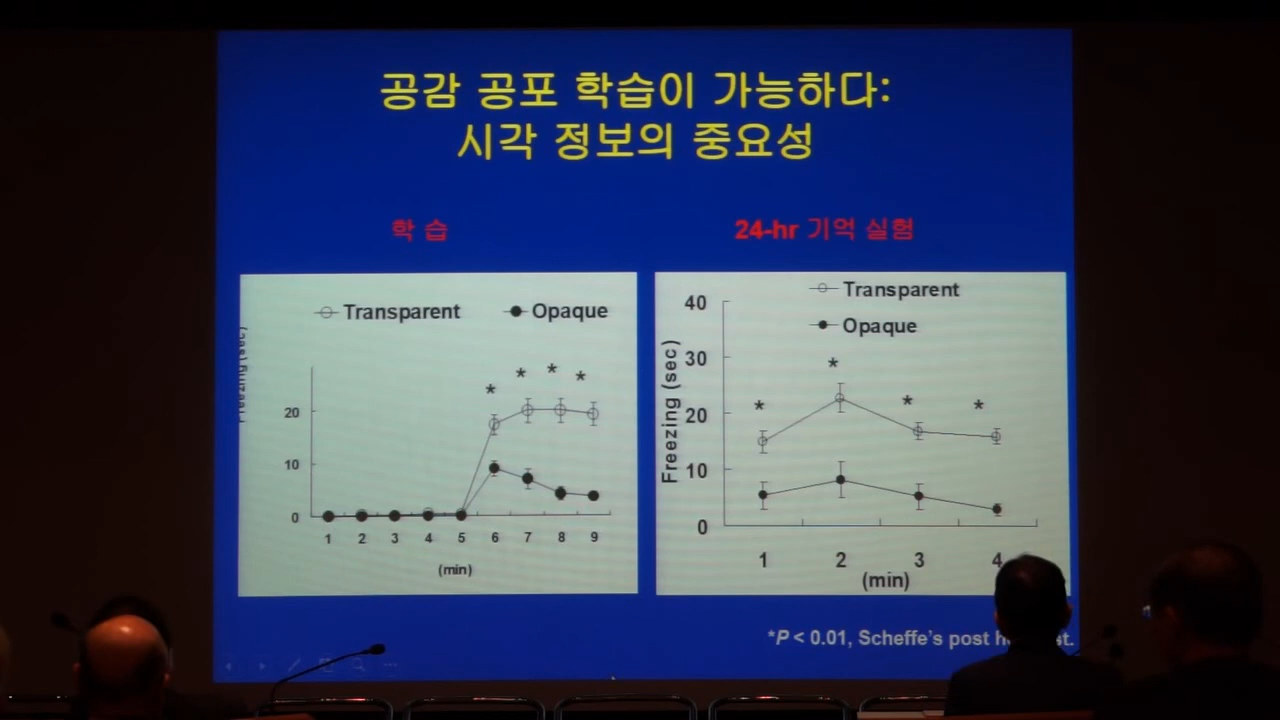 공감 공포 학습이 가능하다:
시각 정보의 중요성
학 습
24-hr 기억 실험
Transparent
Opaque
Freezing (sec)
20
10
0
1 2 3 4 5 6 7 8 9
(min)
* * * *
Transparent
Opaque
Freezing (sec)
40
30
20
10
0
* * * *
1 2 3 4
(min)
*P < 0.01, Scheffe's post